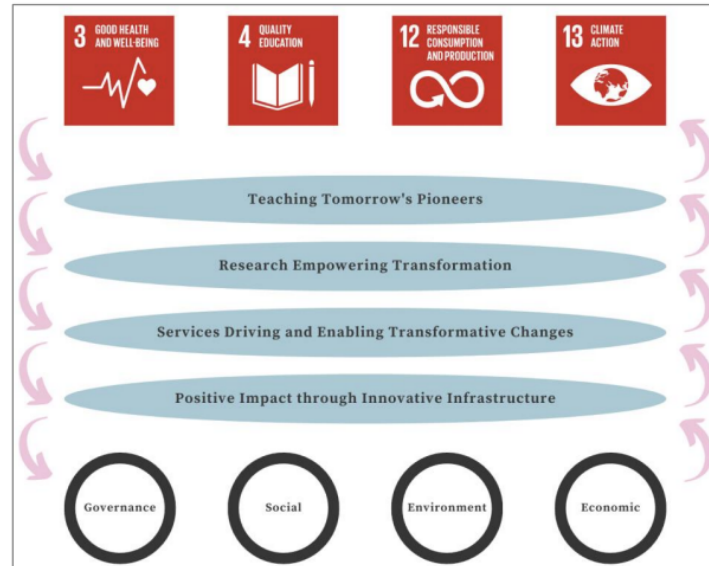 3 GOOD HEALTH
AND WELL-BEING
4 QUALITY
EDUCATION
12 RESPONSIBLE
CONSUMPTION
AND PRODUCTION
13 CLIMATE
ACTION
Teaching Tomorrow's Pioneers
Research Empowering Transformation
Services Driving and Enabling Transformative Changes
Positive Impact through Innovative Infrastructure
Governance
Social
Environment
Economic